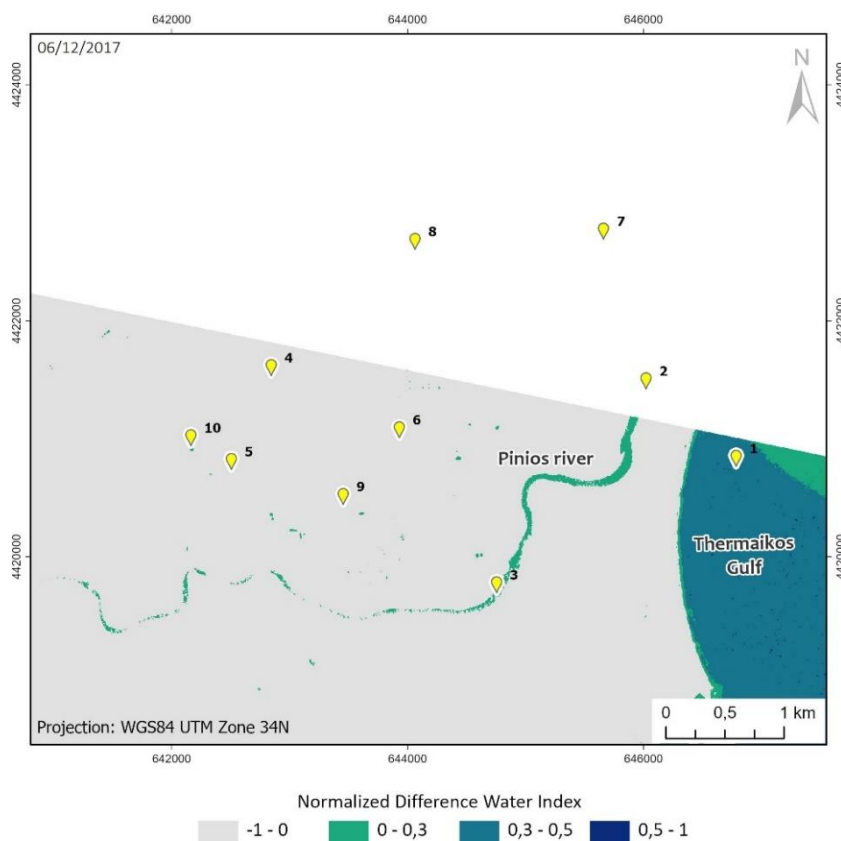 642000 644000 646000
06/12/2017
N
4424000 4424000
7
8
4422000 4422000
4
2
10
6
5
Pinios river
1
9
Thermaikos
Gulf
4420000 4420000
3
0 0,5 1 km
Projection: WGS84 UTM Zone 34N
642000 644000 646000
Normalized Difference Water Index
-1 - 0 0 - 0,3 0,3 - 0,5 0,5 - 1